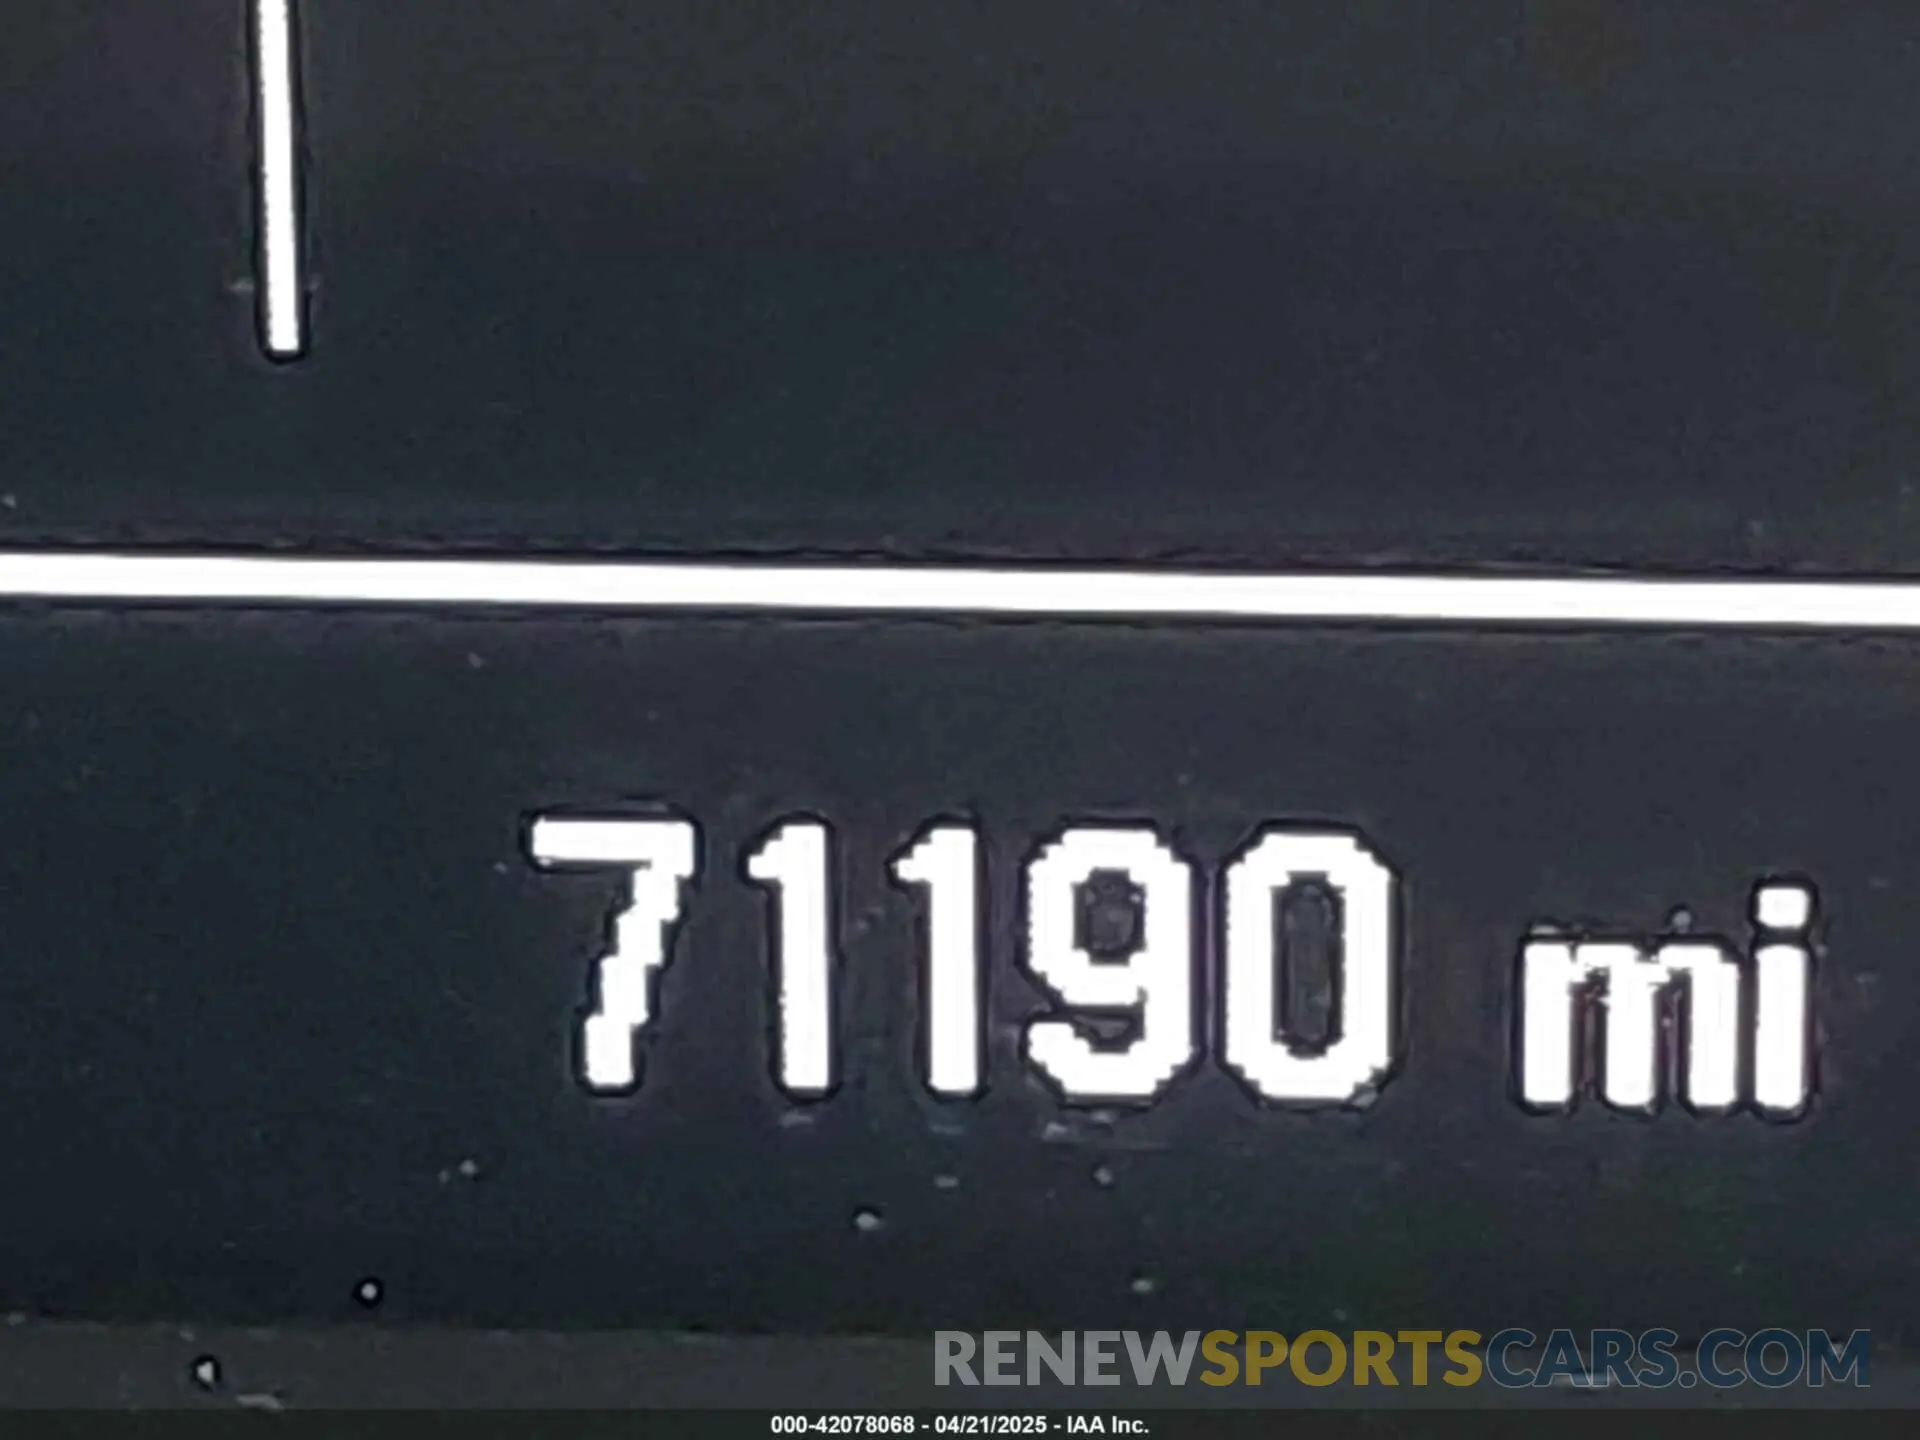 71190 mi
RENEWSPORTSCARS.COM
000-42078068 - 04/21/2025 - IAA Inc.